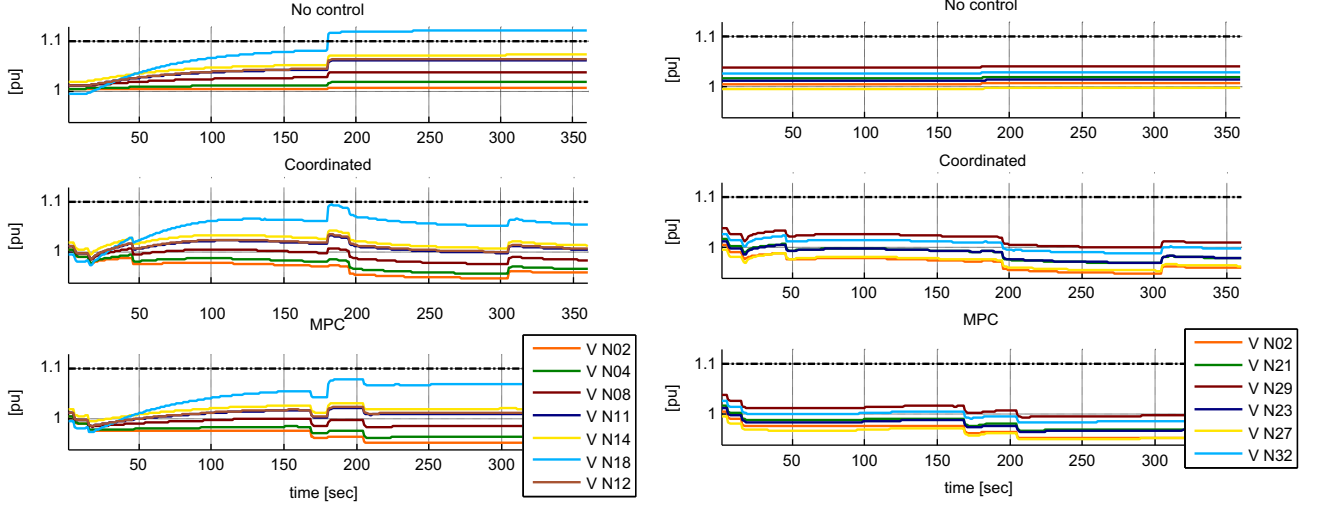 No control
1.1
1
[pu]
50 100 150 200 250 300 350
Coordinated
1.1
1
[pu]
50 100 150 200 250 300 350
MPC
1.1
1
[pu]
50 100 150 200 250 300
time [sec]
V N02
V N04
V N08
V N11
V N14
V N18
V N12
No control
1.1
1
[pu]
50 100 150 200 250 300 350
Coordinated
1.1
1
[pu]
50 100 150 200 250 300 350
MPC
1.1
1
[pu]
50 100 150 200 250 300
time [sec]
V N02
V N21
V N29
V N23
V N27
V N32